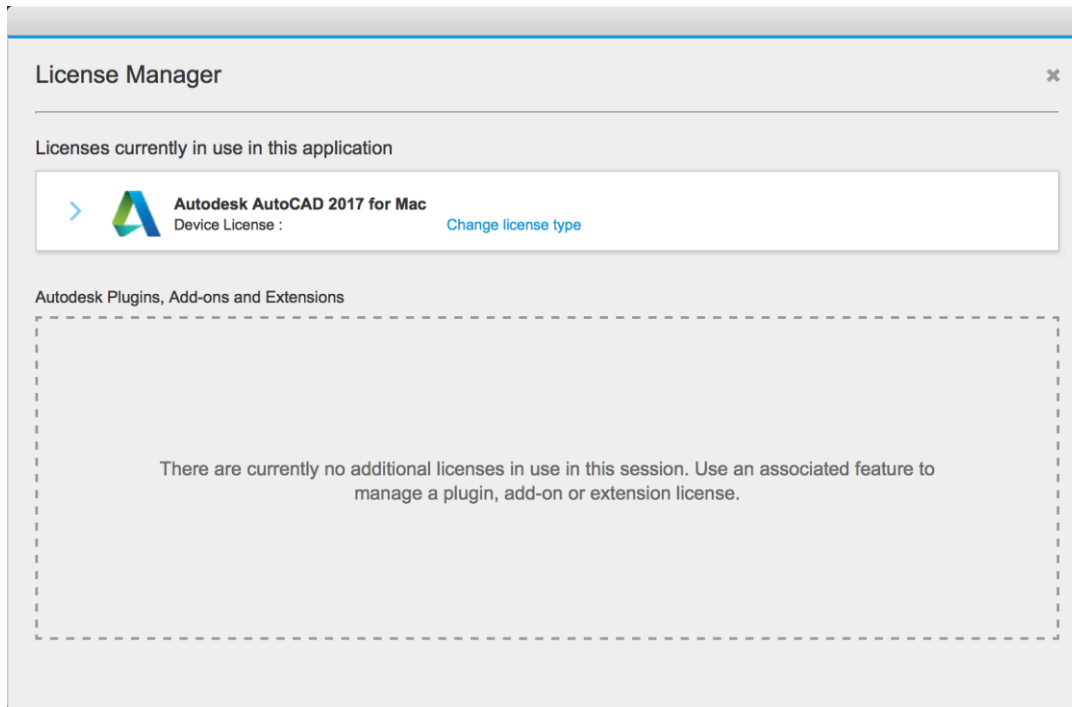 License Manager
Licenses currently in use in this application
Autodesk AutoCAD 2017 for Mac
Device License : Change license type
Autodesk Plugins, Add-ons and Extensions
There are currently no additional licenses in use in this session. Use an associated feature to
manage a plugin, add-on or extension license.